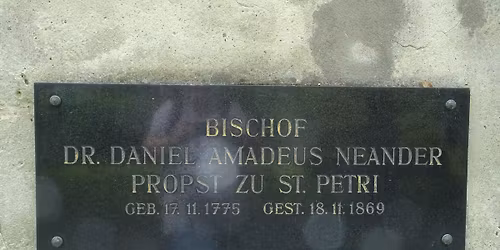 BISCHOF
DR. DANIEL AMADEUS NEANDER
PROPST ZU ST. PETRI
GEB. 17. 11. 1775 GEST. 18. 11. 1869